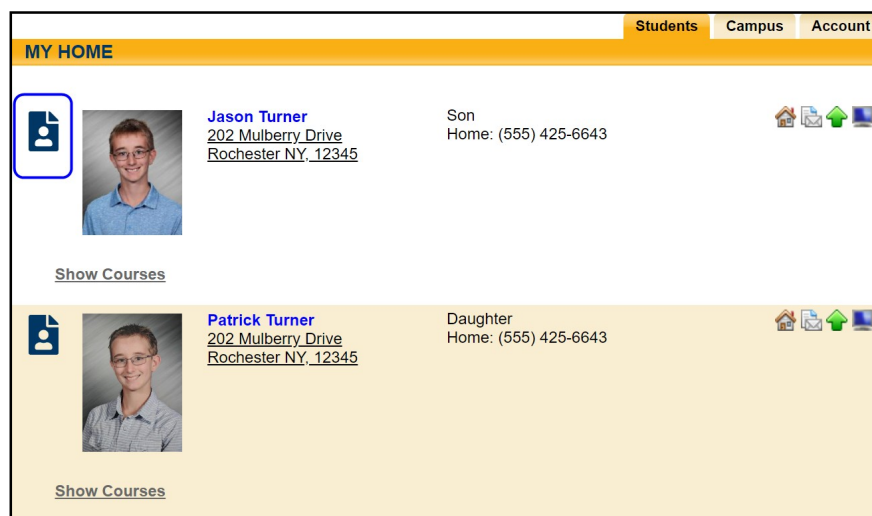 Students Campus Account
MY HOME
Jason Turner
202 Mulberry Drive
Rochester NY, 12345
Son
Home: (555) 425-6643
Show Courses
Patrick Turner
202 Mulberry Drive
Rochester NY, 12345
Daughter
Home: (555) 425-6643
Show Courses